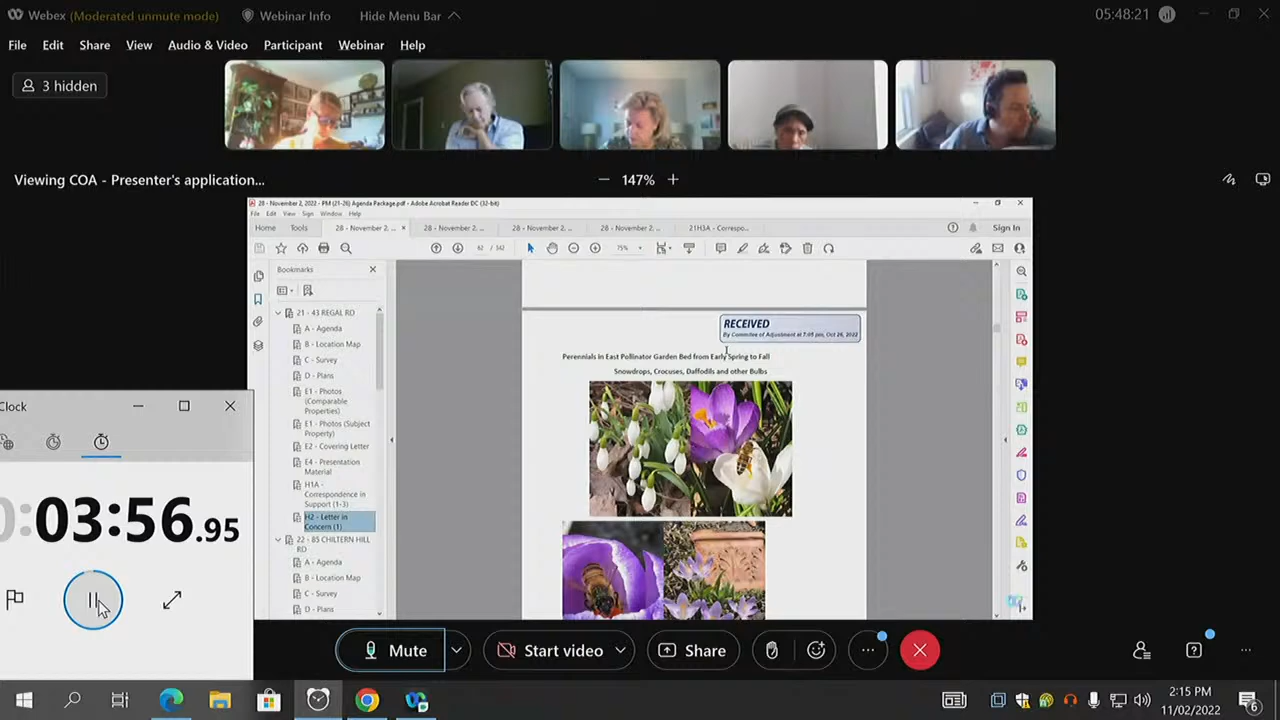 Webex (Moderated unmute mode) Webinar Info Hide Menu Bar 05:48:21
File Edit Share View Audio & Video Participant Webinar Help
3 hidden
Viewing COA - Presenter's application... 147%
28 - November 2, 2022 - PM (21-26) Agenda Package.pdf - Adobe Acrobat Reader DC (32-bit)
File Edit View Sign Window Help
Home Tools 28 - November 2, ... 28 - November 2, ... 28 - November 2, ... 28 - November 2, ... 21H3A - Correspo... Sign In
62 / 142 75%
Bookmarks
21 - 43 REGAL RD
A - Agenda
B - Location Map
C - Survey
D - Plans
E1 - Photos
(Comparable
Properties)
E1 - Photos (Subject
Property)
E2 - Covering Letter
E4 - Presentation
Material
H1A -
Correspondence in
Support (1-3)
H2 - Letter in
Concern (1)
22 - 85 CHILTERN HILL
RD
A - Agenda
B - Location Map
C - Survey
D - Plans
RECEIVED
By Committee of Adjustment at 7:05 pm, Oct 26, 2022
Perennials in East Pollinator Garden Bed from Early Spring to Fall
Snowdrops, Crocuses, Daffodils and other Bulbs
Clock
0:03:56.95
Mute Start video Share
2:15 PM
11/02/2022
6